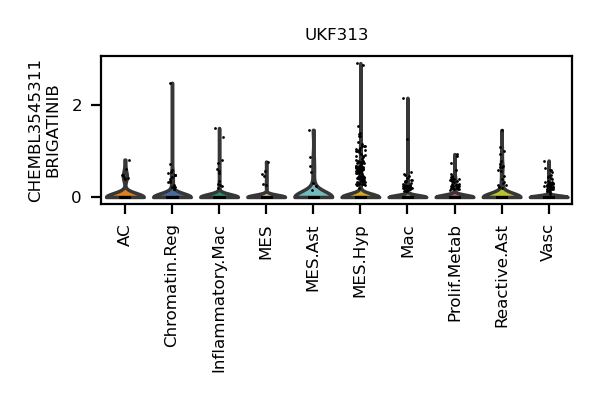 UKF313
CHEMBL3545311
BRIGATINIB
2
0
AC
Chromatin.Reg
Inflammatory.Mac
MES
MES.Ast
MES.Hyp
Mac
Prolif.Metab
Reactive.Ast
Vasc